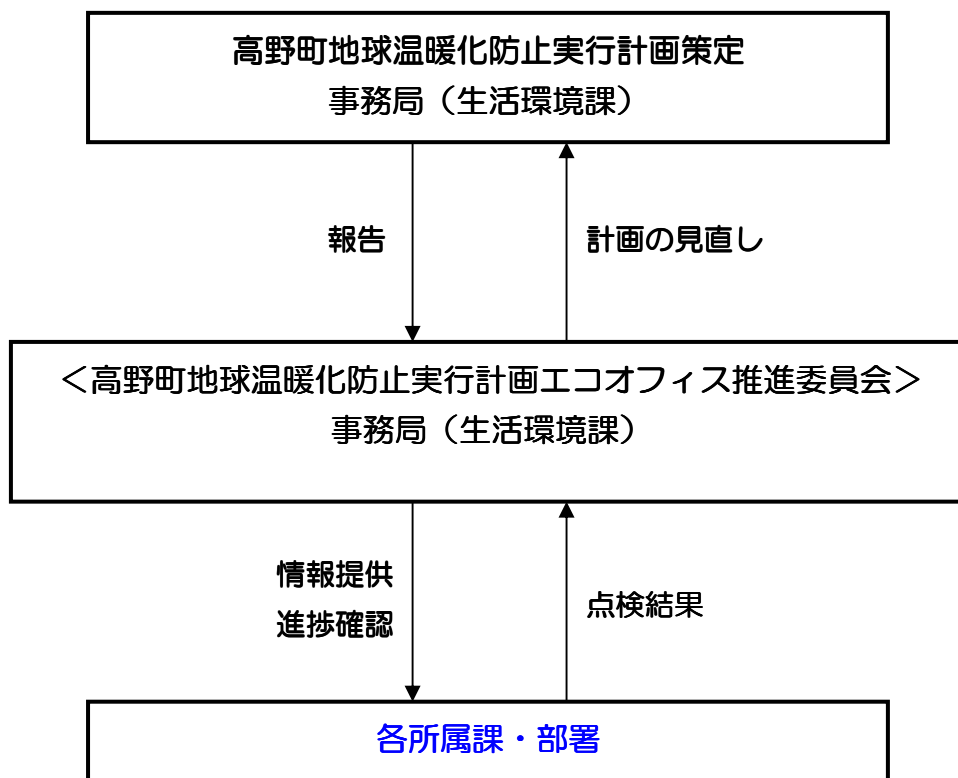 高野町地球温暖化防止実行計画策定
事務局（生活環境課）
報告
計画の見直し
＜高野町地球温暖化防止実行計画エコオフィス推進委員会＞
事務局（生活環境課）
情報提供
進捗確認
点検結果
各所属課・部署